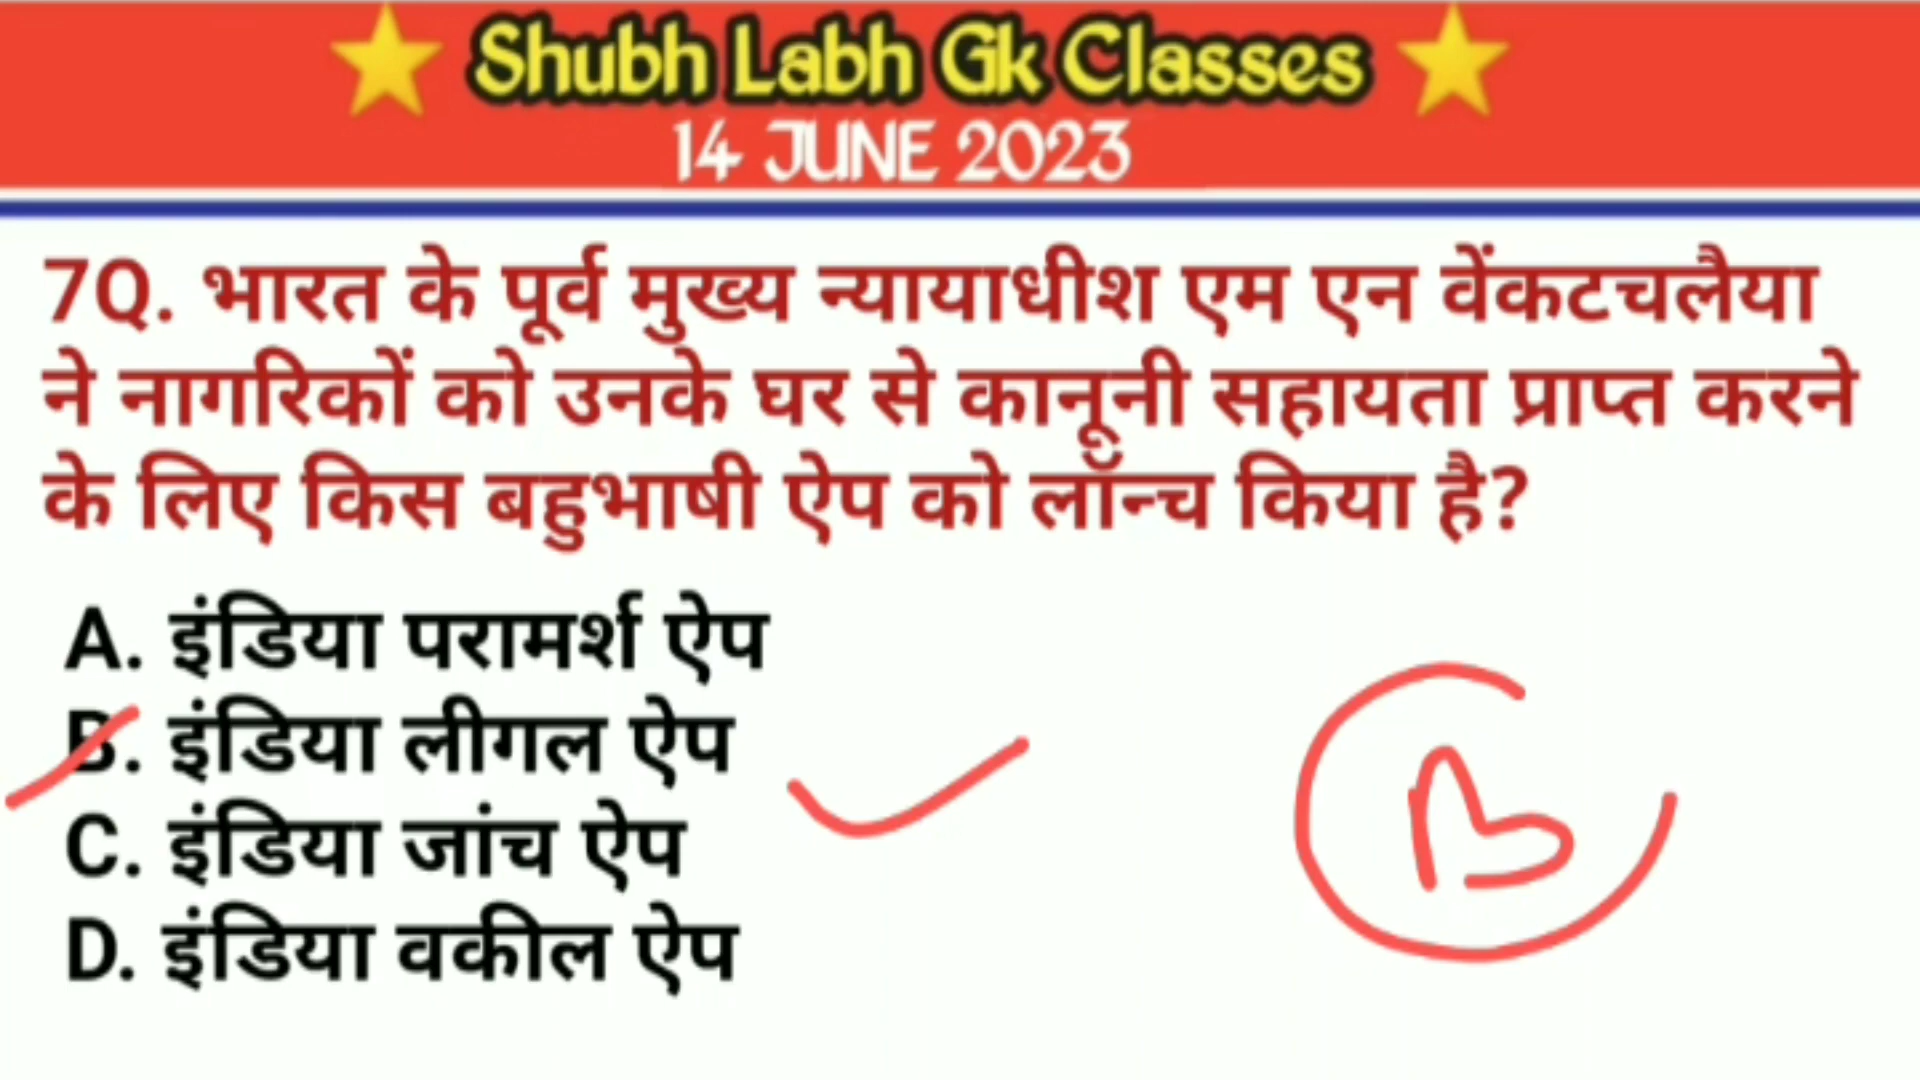 Shubh Labh Gk Classes
14 JUNE 2023
7Q. भारत के पूर्व मुख्य न्यायाधीश एम एन वेंकटचलैया
ने नागरिकों को उनके घर से कानूनी सहायता प्राप्त करने
के लिए किस बहुभाषी ऐप को लॉन्च किया है?
A. इंडिया परामर्श ऐप
B. इंडिया लीगल ऐप
C. इंडिया जांच ऐप
D. इंडिया वकील ऐप
B